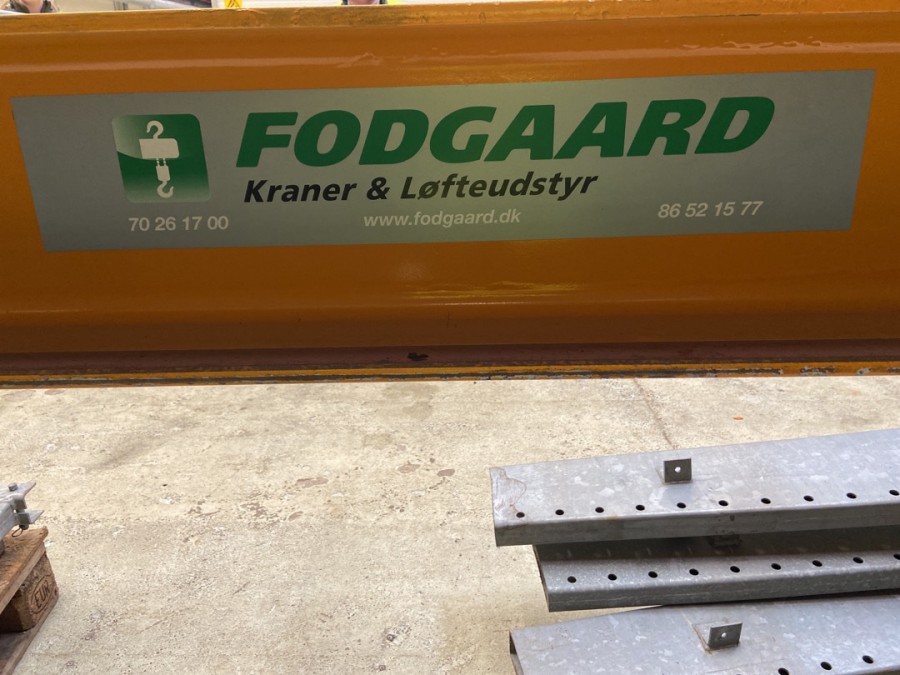 FODGAARD
Kraner & Løfteudstyr
70 26 17 00
www.fodgaard.dk
86 52 15 77